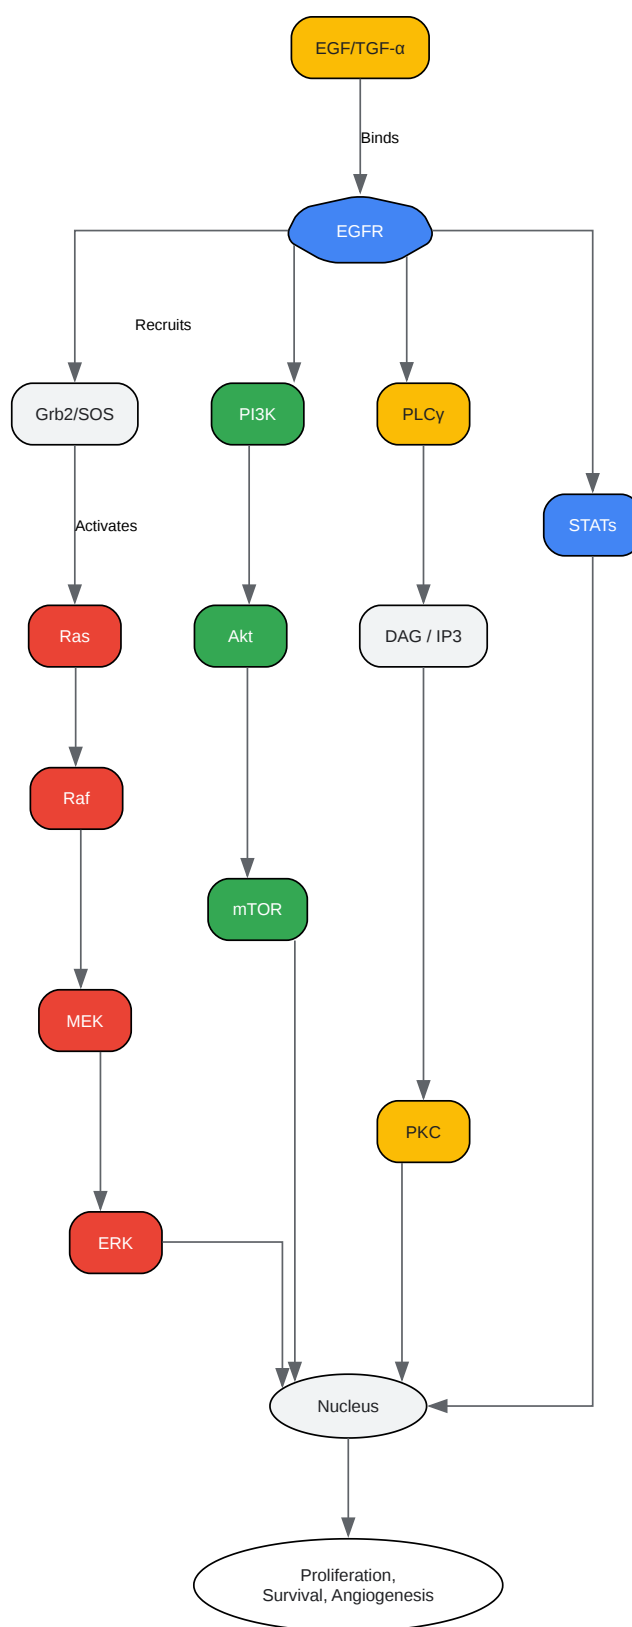 EGF/TGF-α
Binds
EGFR
Recruits
Grb2/SOS
PI3K
PLCγ
Activates
STATs
Ras
Akt
DAG / IP3
Raf
mTOR
MEK
PKC
ERK
Nucleus
Proliferation,
Survival, Angiogenesis